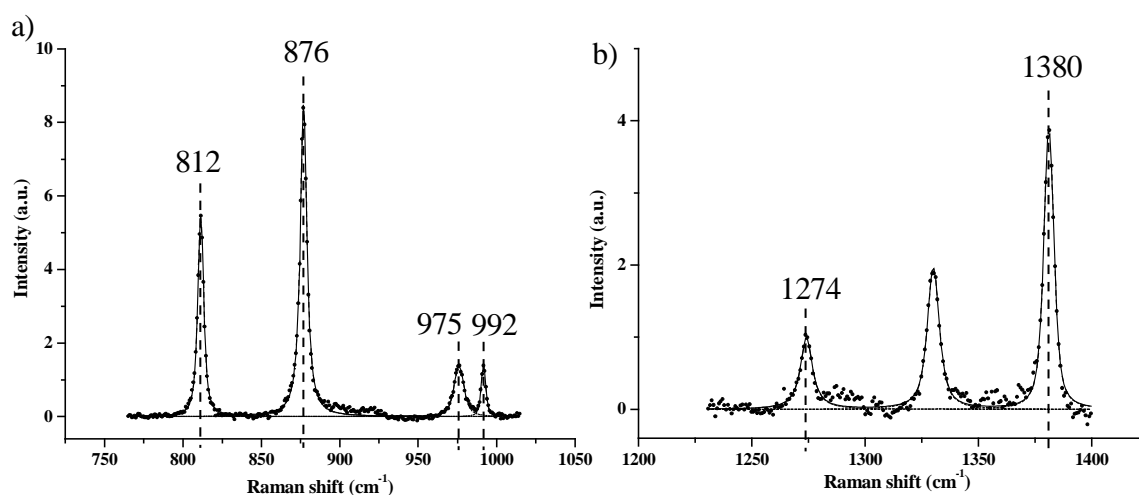 a)
876
812
975 992
10
8
6
4
2
0
Intensity (a.u.)
750 800 850 900 950 1000 1050
Raman shift (cm⁻¹)
b)
1380
1274
4
2
0
Intensity (a.u.)
1200 1250 1300 1350 1400
Raman shift (cm⁻¹)